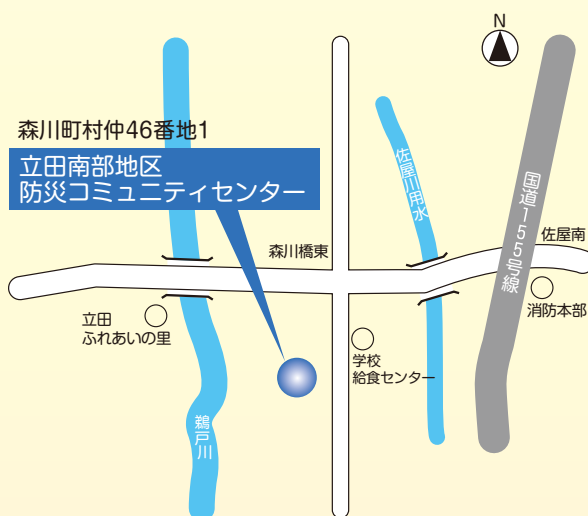 N
森川町村仲46番地1
立田南部地区
防災コミュニティセンター
佐屋川用水
国道155号線
佐屋南
森川橋東
消防本部
立田
ふれあいの里
学校
給食センター
鵜戸川